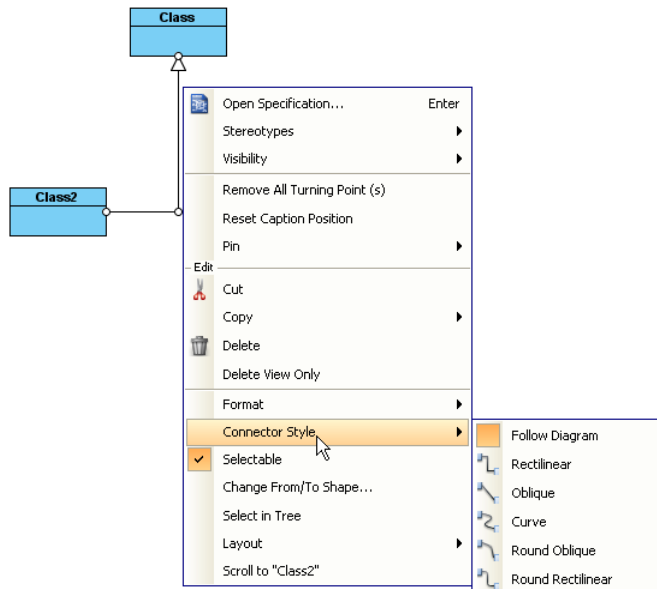 Class
Class2
Open Specification... Enter
Stereotypes
Visibility
Remove All Turning Point (s)
Reset Caption Position
Pin
Edit
Cut
Copy
Delete
Delete View Only
Format
Connector Style
Selectable
Change From/To Shape...
Select in Tree
Layout
Scroll to "Class2"
Follow Diagram
Rectilinear
Oblique
Curve
Round Oblique
Round Rectilinear